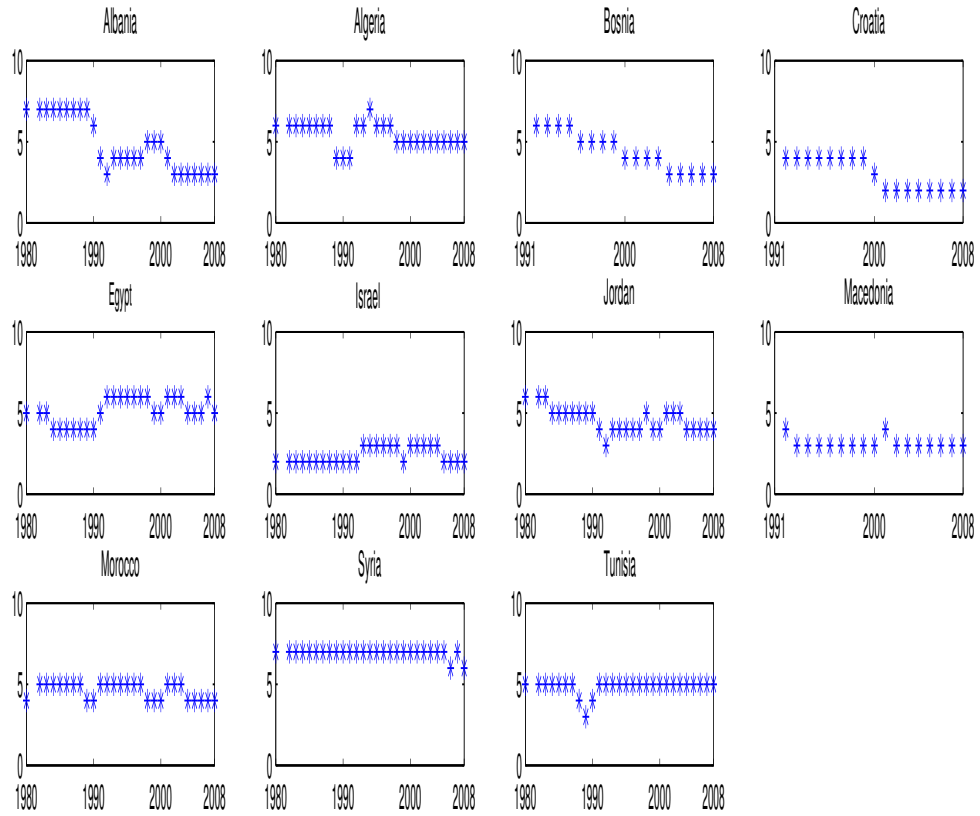 Albania Algeria Bosnia Croatia
10 10 10 10
5 5 5 5
0 0 0 0
1980 1990 2000 2008 1980 1990 2000 2008 1991 2000 2008 1991 2000 2008
Egypt Israel Jordan Macedonia
10 10 10 10
5 5 5 5
0 0 0 0
1980 1990 2000 2008 1980 1990 2000 2008 1980 1990 2000 2008 1991 2000 2008
Morocco Syria Tunisia
10 10 10
5 5 5
0 0 0
1980 1990 2000 2008 1980 1990 2000 2008 1980 1990 2000 2008